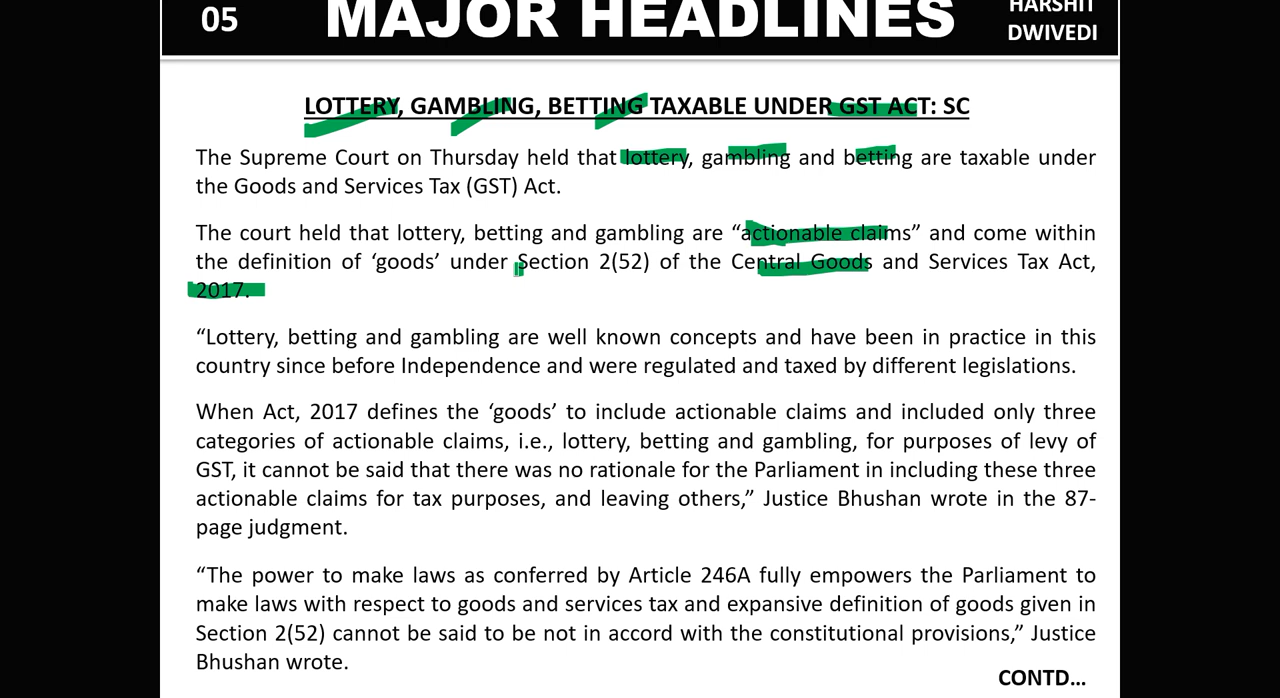 05
MAJOR HEADLINES
HARSHIT
DWIVEDI
LOTTERY, GAMBLING, BETTING TAXABLE UNDER GST ACT: SC
The Supreme Court on Thursday held that lottery, gambling and betting are taxable under
the Goods and Services Tax (GST) Act.
The court held that lottery, betting and gambling are “actionable claims” and come within
the definition of ‘goods’ under Section 2(52) of the Central Goods and Services Tax Act,
2017.
“Lottery, betting and gambling are well known concepts and have been in practice in this
country since before Independence and were regulated and taxed by different legislations.
When Act, 2017 defines the ‘goods’ to include actionable claims and included only three
categories of actionable claims, i.e., lottery, betting and gambling, for purposes of levy of
GST, it cannot be said that there was no rationale for the Parliament in including these three
actionable claims for tax purposes, and leaving others,” Justice Bhushan wrote in the 87-
page judgment.
“The power to make laws as conferred by Article 246A fully empowers the Parliament to
make laws with respect to goods and services tax and expansive definition of goods given in
Section 2(52) cannot be said to be not in accord with the constitutional provisions,” Justice
Bhushan wrote.
CONTD...